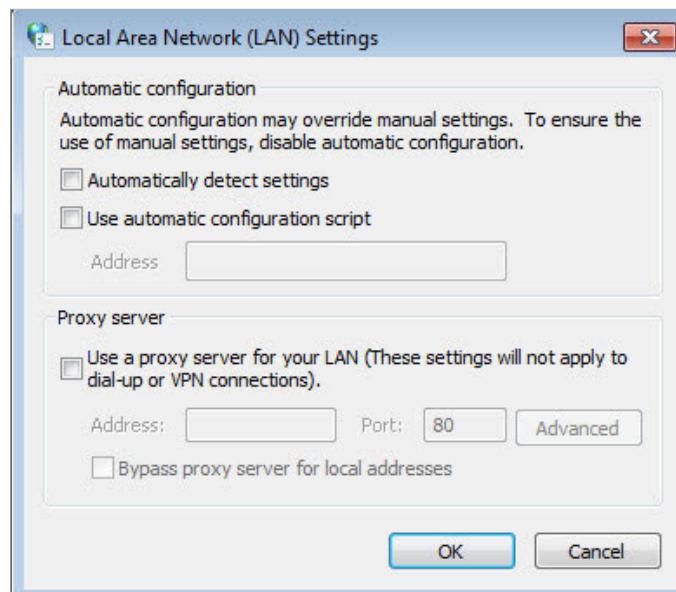 Local Area Network (LAN) Settings
Automatic configuration
Automatic configuration may override manual settings. To ensure the
use of manual settings, disable automatic configuration.
Automatically detect settings
Use automatic configuration script
Address
Proxy server
Use a proxy server for your LAN (These settings will not apply to
dial-up or VPN connections).
Address: Port: 80 Advanced
Bypass proxy server for local addresses
OK Cancel